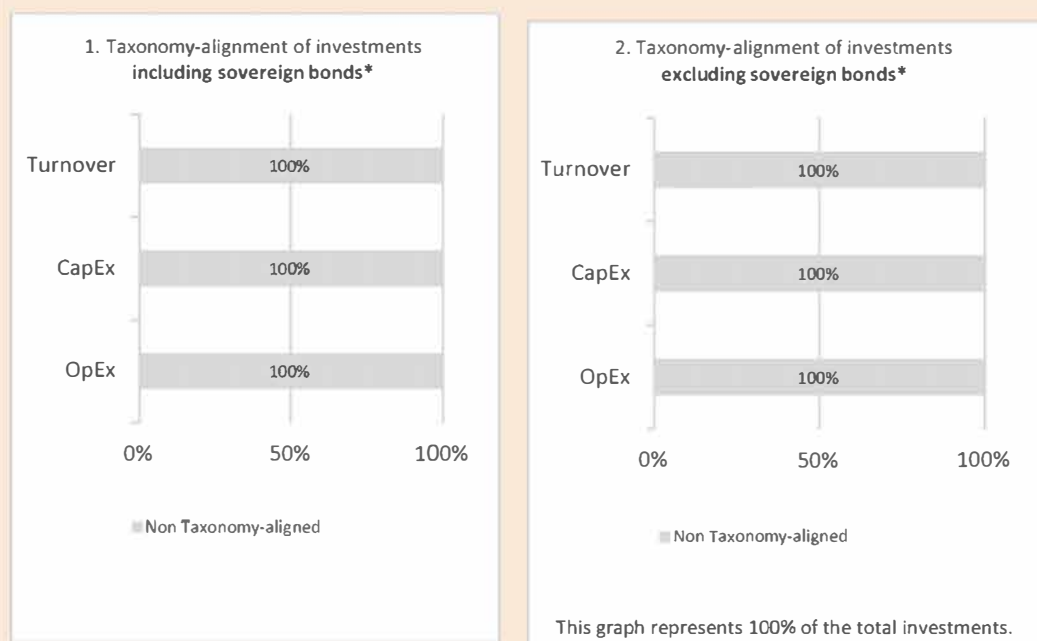 1. Taxonomy-alignment of investments
including sovereign bonds*
Turnover
100%
CapEx
100%
OpEx
100%
0%
50%
100%
Non Taxonomy-aligned
2. Taxonomy-alignment of investments
excluding sovereign bonds*
Turnover
100%
CapEx
100%
OpEx
100%
0%
50%
100%
Non Taxonomy-aligned
This graph represents 100% of the total investments.